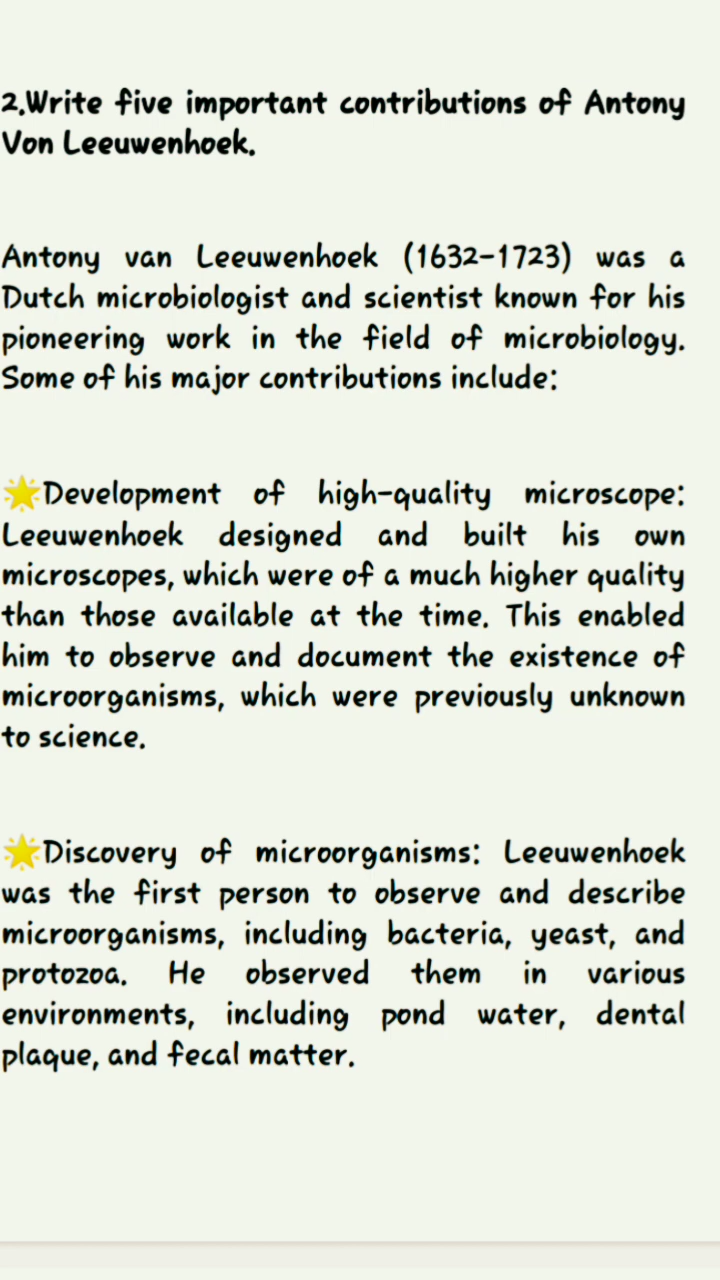 2.Write five important contributions of Antony
Von Leeuwenhoek.
Antony van Leeuwenhoek (1632-1723) was a
Dutch microbiologist and scientist known for his
pioneering work in the field of microbiology.
Some of his major contributions include:
🌟Development of high-quality microscope:
Leeuwenhoek designed and built his own
microscopes, which were of a much higher quality
than those available at the time. This enabled
him to observe and document the existence of
microorganisms, which were previously unknown
to science.
🌟Discovery of microorganisms: Leeuwenhoek
was the first person to observe and describe
microorganisms, including bacteria, yeast, and
protozoa. He observed them in various
environments, including pond water, dental
plaque, and fecal matter.